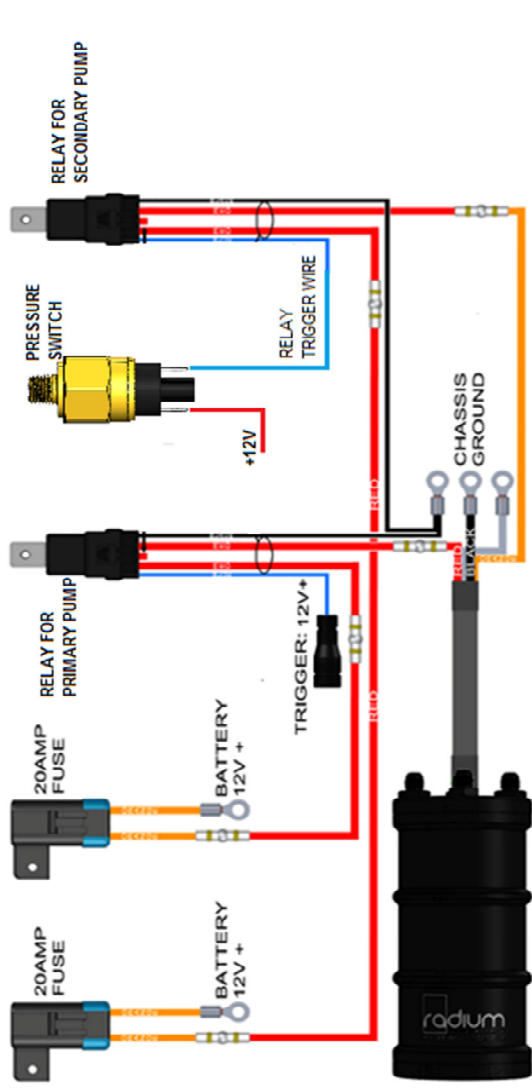 RELAY FOR
SECONDARY PUMP
PRESSURE
SWITCH
RELAY
TRIGGER WIRE
+12V
CHASSIS
GROUND
RED
RELAY FOR
PRIMARY PUMP
TRIGGER: 12V+
RED
BLACK
RED
20AMP
FUSE
BATTERY
12V +
20AMP
FUSE
BATTERY
12V +
radium